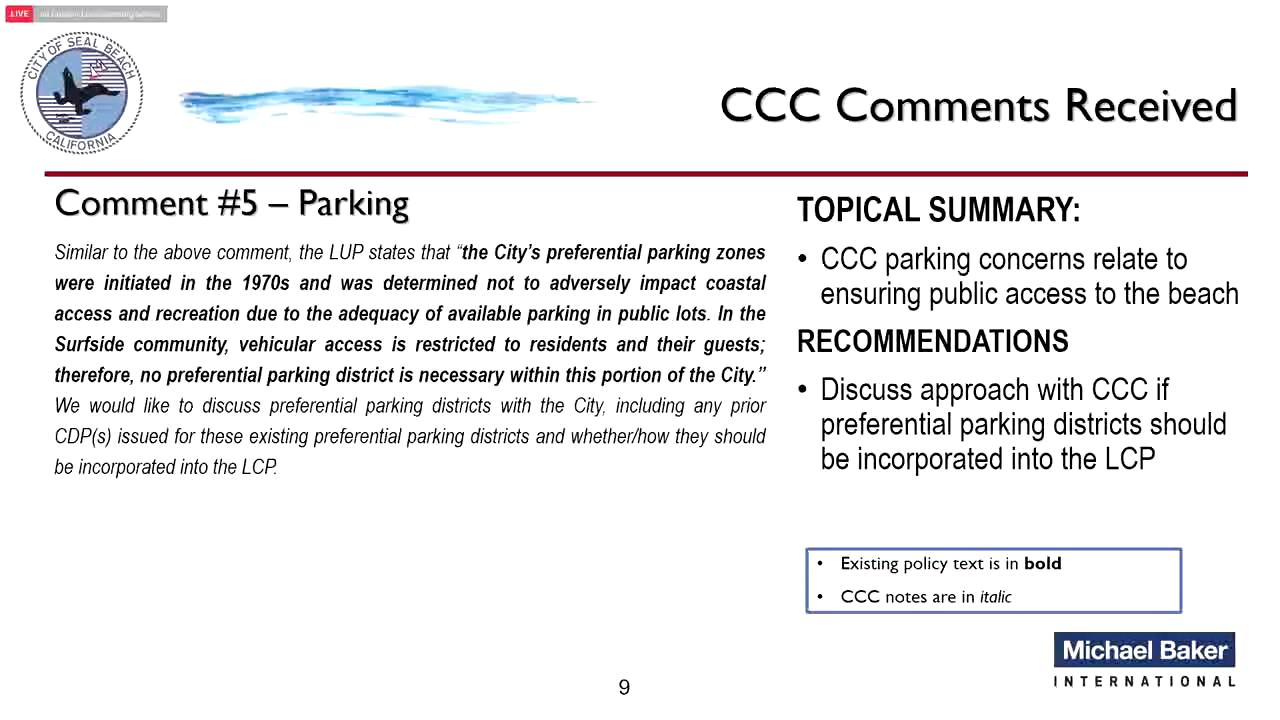 LIVE
CITY OF SEAL BEACH
CALIFORNIA
CCC Comments Received
Comment #5 – Parking
Similar to the above comment, the LUP states that “the City’s preferential parking zones
were initiated in the 1970s and was determined not to adversely impact coastal
access and recreation due to the adequacy of available parking in public lots. In the
Surfside community, vehicular access is restricted to residents and their guests;
therefore, no preferential parking district is necessary within this portion of the City.”
We would like to discuss preferential parking districts with the City, including any prior
CDP(s) issued for these existing preferential parking districts and whether/how they should
be incorporated into the LCP.
TOPICAL SUMMARY:
• CCC parking concerns relate to
ensuring public access to the beach
RECOMMENDATIONS
• Discuss approach with CCC if
preferential parking districts should
be incorporated into the LCP
• Existing policy text is in bold
• CCC notes are in italic
Michael Baker
INTERNATIONAL
9